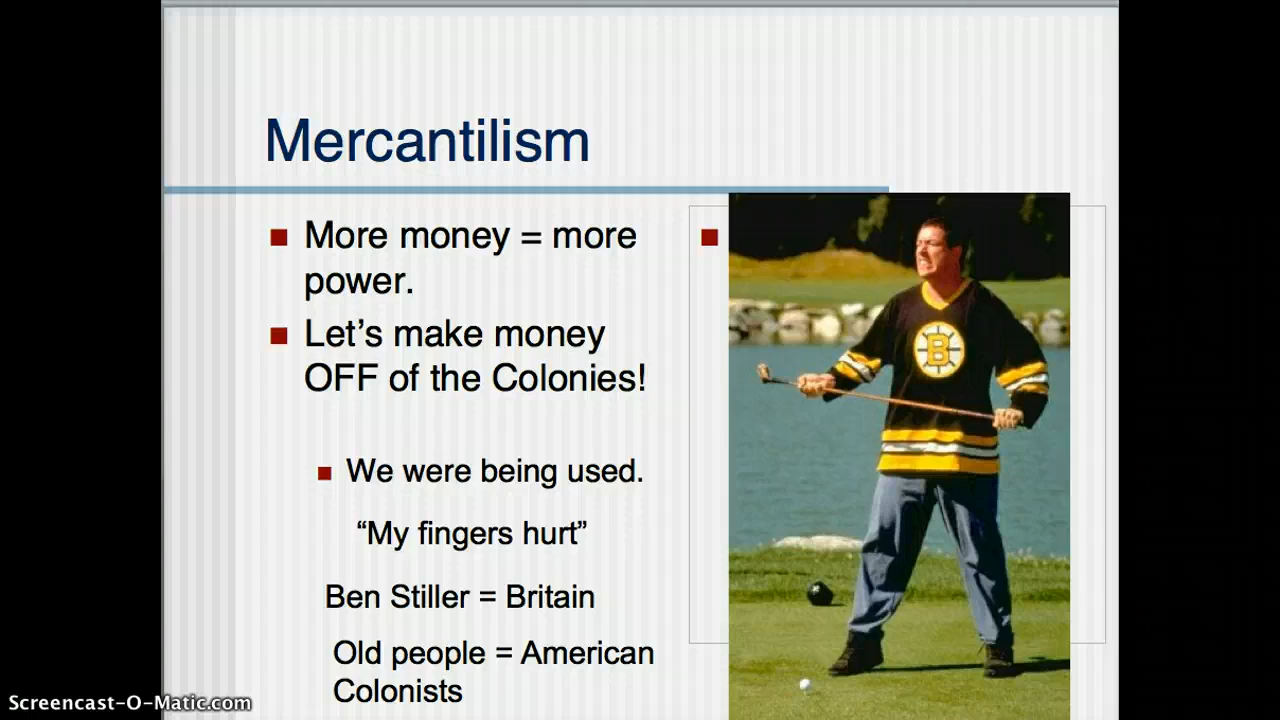 Mercantilism
More money = more
power.
Let’s make money
OFF of the Colonies!
We were being used.
“My fingers hurt”
Ben Stiller = Britain
Old people = American
Colonists
B
Screencast-O-Matic.com